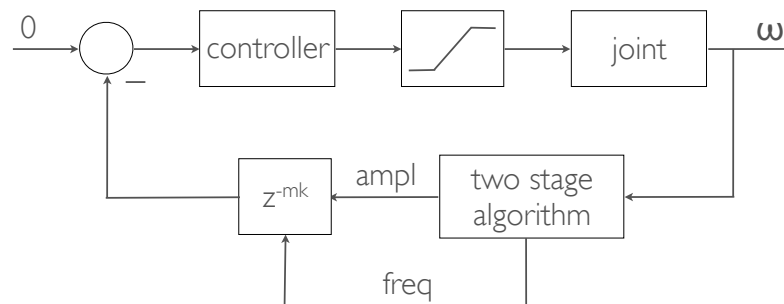 0
controller
joint
ω
−
z-mk
ampl
two stage
algorithm
freq